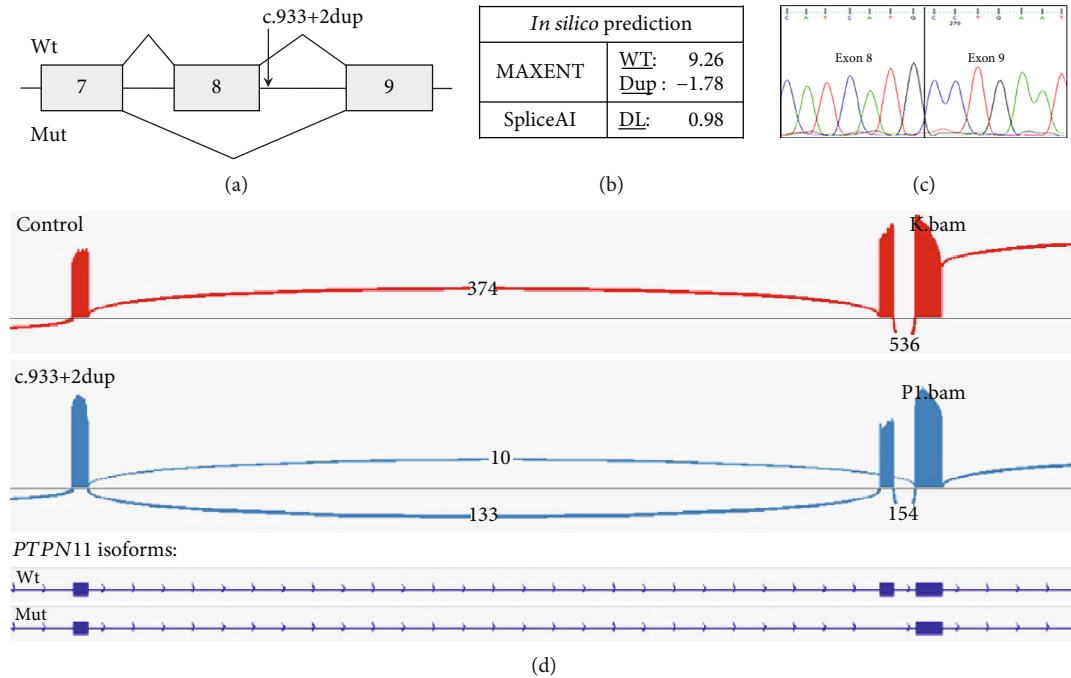 c.933+2dup
Wt
7
8
9
Mut
(a)
In silico prediction
MAXENT
WT: 9.26
Dup : −1.78
SpliceAI
DL: 0.98
(b)
C A T C A T G C C T G A A T
270
Exon 8
Exon 9
(c)
Control
K.bam
374
536
c.933+2dup
P1.bam
10
133
154
PTPN11 isoforms:
Wt
Mut
(d)